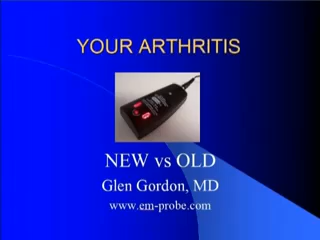 YOUR ARTHRITIS
NEW vs OLD
Glen Gordon, MD
www.em-probe.com